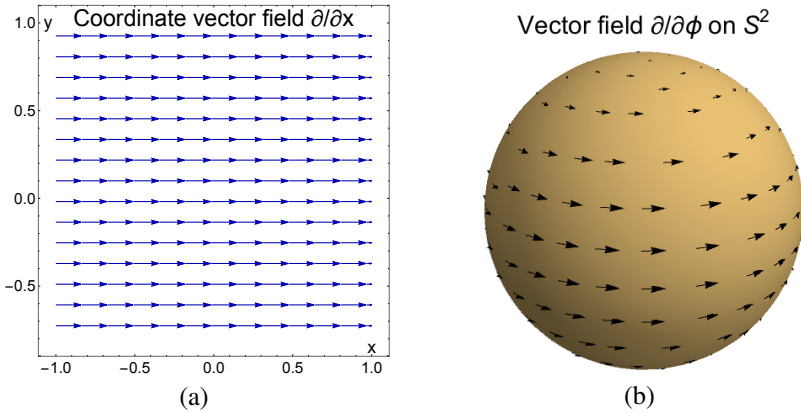 Coordinate vector field ∂/∂x
y
1.0
0.5
0.0
−0.5
x
−1.0 −0.5 0.0 0.5 1.0
(a)
Vector field ∂/∂ϕ on S²
(b)